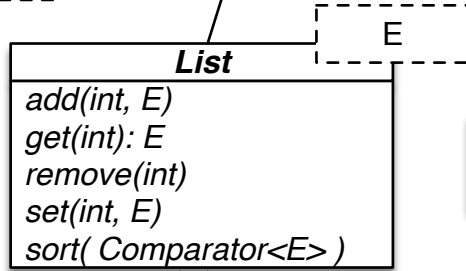 E
List
add(int, E)
get(int): E
remove(int)
set(int, E)
sort( Comparator<E> )